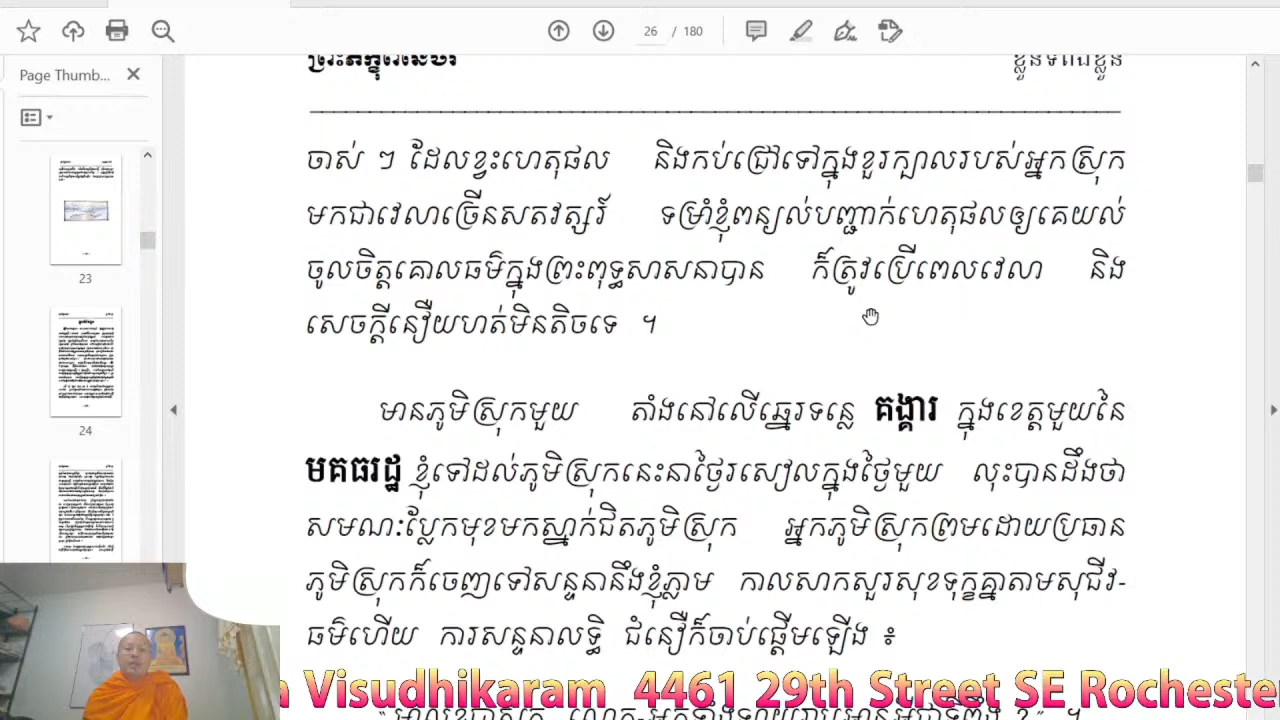 26 / 180
Page Thumb...
23
24
ចាស់ ៗ ដែលខ្វះហេតុផល និងកប់ជ្រៅទៅក្នុងខួរក្បាលរបស់អ្នកស្រុក
មកជាវេលាច្រើនសតវត្សរ៍ ទម្រាំខ្ញុំពន្យល់បញ្ជាក់ហេតុផលឲ្យគេយល់
ចូលចិត្តគោលធម៌ក្នុងព្រះពុទ្ធសាសនាបាន ក៏ត្រូវប្រើពេលវេលា និង
សេចក្តីនឿយហត់មិនតិចទេ ។
មានភូមិស្រុកមួយ តាំងនៅលើឆ្នេរទន្លេ គង្គារ ក្នុងខេត្តមួយនៃ
មគធរដ្ឋ ខ្ញុំទៅដល់ភូមិស្រុកនេះនាថ្ងៃរសៀលក្នុងថ្ងៃមួយ លុះបានដឹងថា
សមណៈប្លែកមុខមកស្នាក់ជិតភូមិស្រុក អ្នកភូមិស្រុកព្រមដោយប្រធាន
ភូមិស្រុកក៏ចេញទៅសន្ទនានឹងខ្ញុំភ្លាម កាលសាកសួរសុខទុក្ខគ្នាតាមសុជីវ-
ធម៌ហើយ ការសន្ទនាលទ្ធិ ជំនឿក៏ចាប់ផ្តើមឡើង ៖
Visudhikaram 4461 29th Street SE Rochester